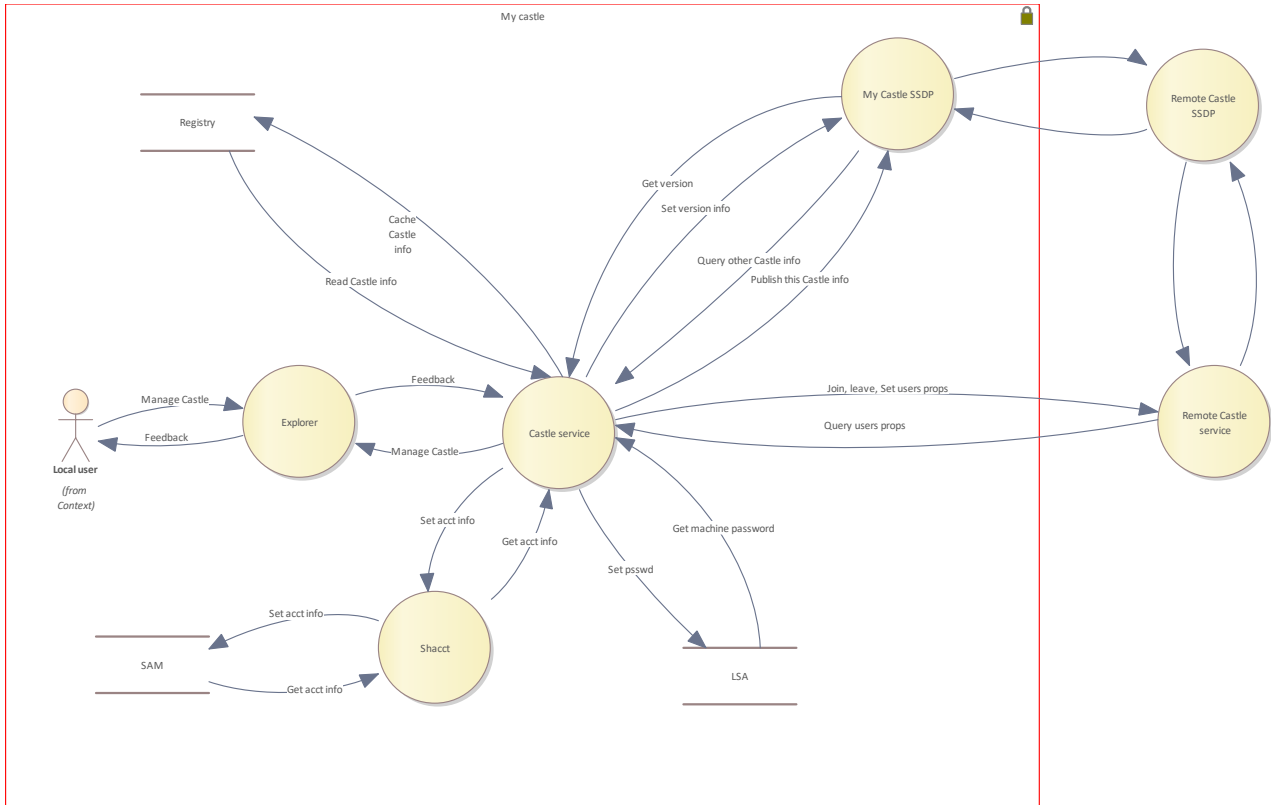 My castle
My Castle SSDP
Remote Castle
SSDP
Registry
Get version
Set version info
Cache
Castle
info
Query other Castle info
Publish this Castle info
Read Castle info
Feedback
Join, leave, Set users props
Manage Castle
Explorer
Castle service
Query users props
Remote Castle
service
Feedback
Manage Castle
Local user
(from
Context)
Set acct info
Get machine password
Get acct info
Set psswd
Set acct info
Shacct
SAM
LSA
Get acct info